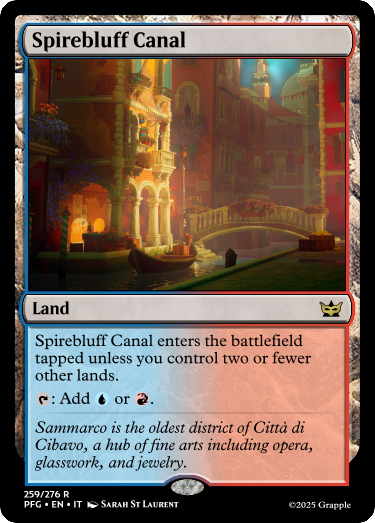 Spirebluff Canal
Land
Spirebluff Canal enters the battlefield
tapped unless you control two or fewer
other lands.
: Add or .
Sammarco is the oldest district of Città di
Cibavo, a hub of fine arts including opera,
glasswork, and jewelry.
259/276 R
PFG • EN • IT Sarah St Laurent
©2025 Grapple